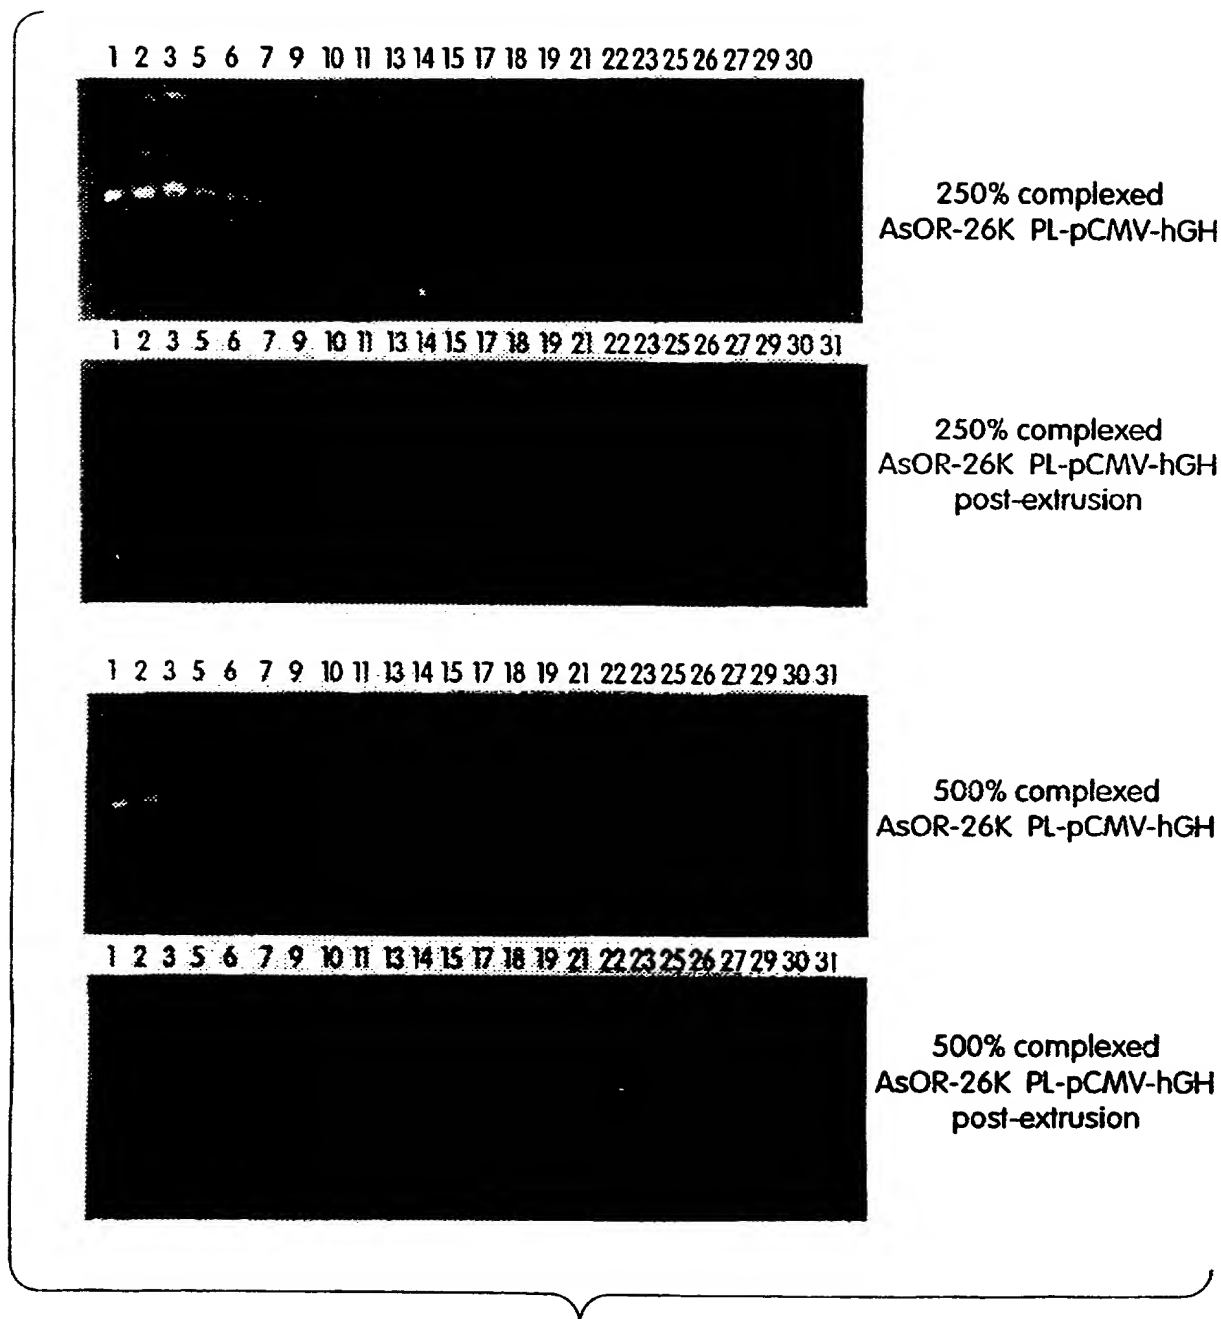 1 2 3 5 6 7 9 10 11 13 14 15 17 18 19 21 22 23 25 26 27 29 30
250% complexed
AsOR-26K PL-pCMV-hGH
1 2 3 5 6 7 9 10 11 13 14 15 17 18 19 21 22 23 25 26 27 29 30 31
250% complexed
AsOR-26K PL-pCMV-hGH
post-extrusion
1 2 3 5 6 7 9 10 11 13 14 15 17 18 19 21 22 23 25 26 27 29 30 31
500% complexed
AsOR-26K PL-pCMV-hGH
1 2 3 5 6 7 9 10 11 13 14 15 17 18 19 21 22 23 25 26 27 29 30 31
500% complexed
AsOR-26K PL-pCMV-hGH
post-extrusion